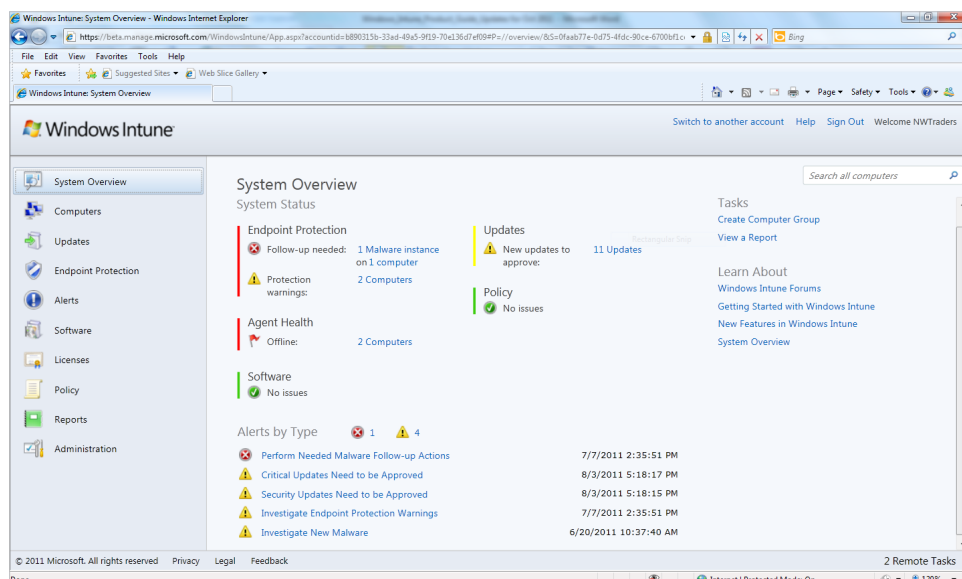 Windows Intune: System Overview - Windows Internet Explorer
https://beta.manage.microsoft.com/WindowsIntune/App.aspx?accountid=b890315b-33ad-49a5-9f19-70e136d7ef09#P=//overview/&S=0faab77e-0d75-4fdc-90ce-6700bf1c
Bing
File Edit View Favorites Tools Help
Favorites Suggested Sites Web Slice Gallery
Windows Intune: System Overview
Page Safety Tools
Windows Intune
Switch to another account Help Sign Out Welcome NWTraders
System Overview
Computers
Updates
Endpoint Protection
Alerts
Software
Licenses
Policy
Reports
Administration
Search all computers
System Overview
System Status
Endpoint Protection
Follow-up needed: 1 Malware instance
on 1 computer
Protection warnings: 2 Computers
Agent Health
Offline: 2 Computers
Software
No issues
Updates
New updates to approve: 11 Updates
Policy
No issues
Rectangular Snip
Tasks
Create Computer Group
View a Report
Learn About
Windows Intune Forums
Getting Started with Windows Intune
New Features in Windows Intune
System Overview
Alerts by Type 1 4
Perform Needed Malware Follow-up Actions 7/7/2011 2:35:51 PM
Critical Updates Need to be Approved 8/3/2011 5:18:17 PM
Security Updates Need to be Approved 8/3/2011 5:18:15 PM
Investigate Endpoint Protection Warnings 7/7/2011 2:35:51 PM
Investigate New Malware 6/20/2011 10:37:40 AM
© 2011 Microsoft. All rights reserved Privacy Legal Feedback
2 Remote Tasks